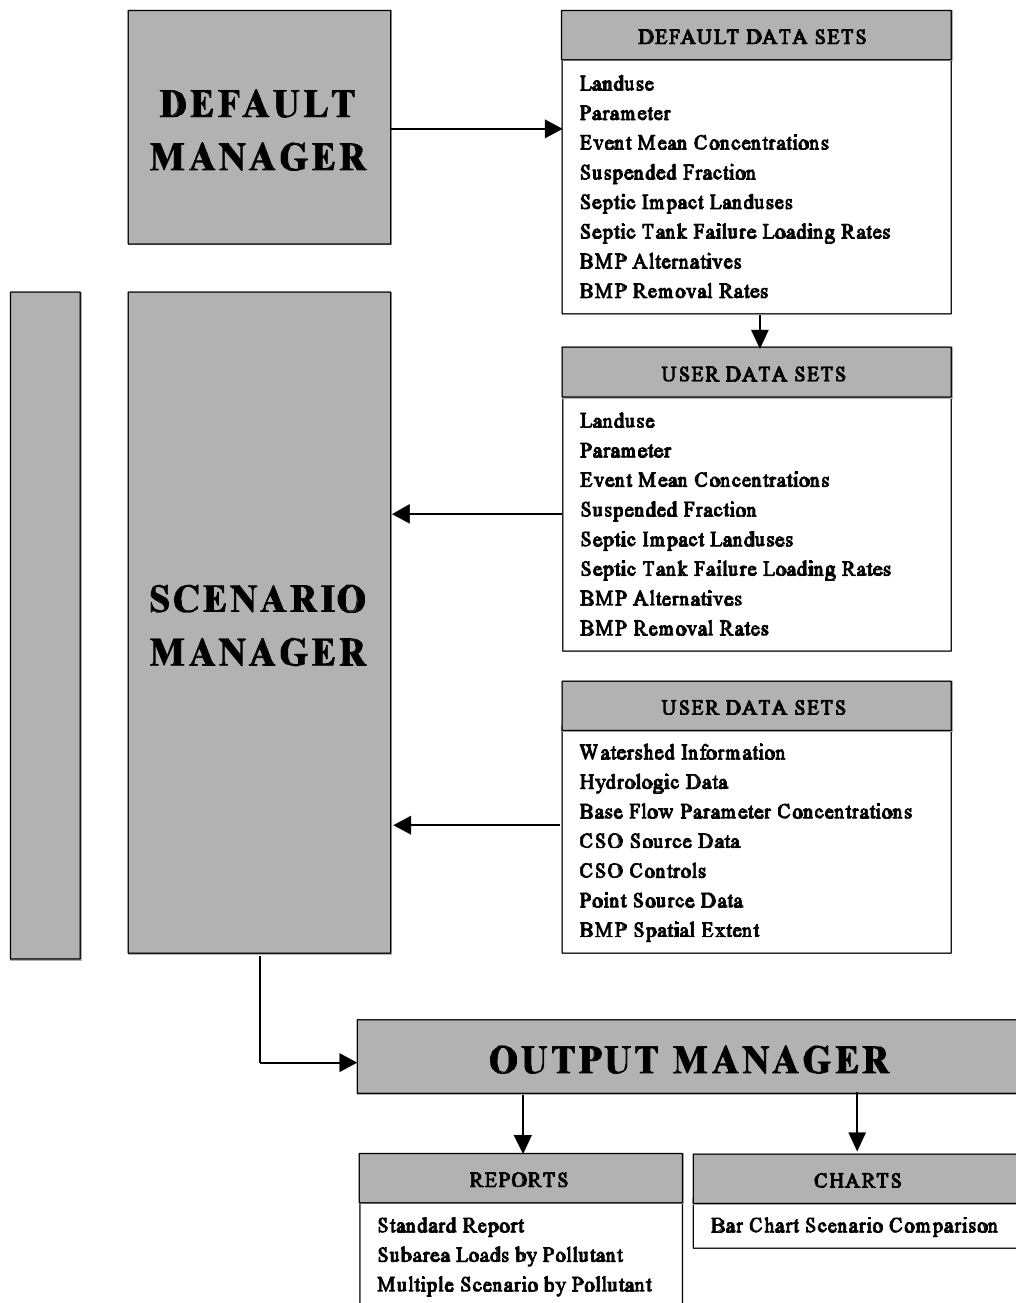 DEFAULT
MANAGER
DEFAULT DATA SETS
Landuse
Parameter
Event Mean Concentrations
Suspended Fraction
Septic Impact Landuses
Septic Tank Failure Loading Rates
BMP Alternatives
BMP Removal Rates
SCENARIO
MANAGER
USER DATA SETS
Landuse
Parameter
Event Mean Concentrations
Suspended Fraction
Septic Impact Landuses
Septic Tank Failure Loading Rates
BMP Alternatives
BMP Removal Rates
USER DATA SETS
Watershed Information
Hydrologic Data
Base Flow Parameter Concentrations
CSO Source Data
CSO Controls
Point Source Data
BMP Spatial Extent
OUTPUT MANAGER
REPORTS
Standard Report
Subarea Loads by Pollutant
Multiple Scenario by Pollutant
CHARTS
Bar Chart Scenario Comparison